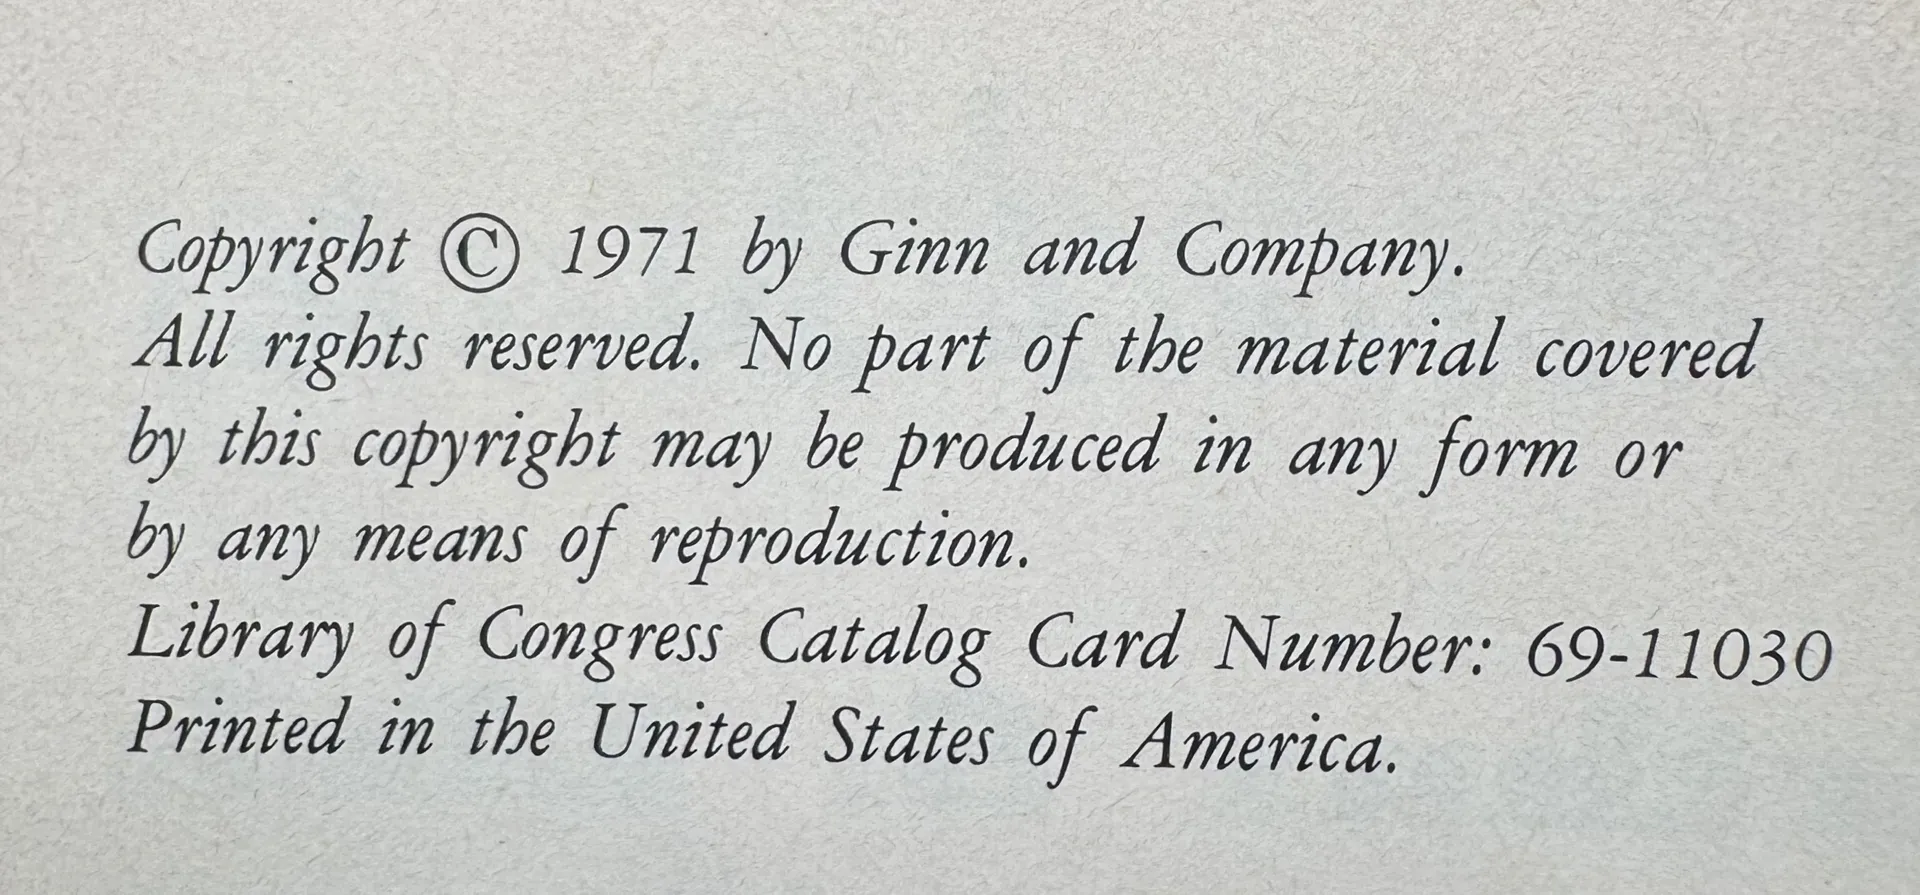 Copyright © 1971 by Ginn and Company.
All rights reserved. No part of the material covered
by this copyright may be produced in any form or
by any means of reproduction.
Library of Congress Catalog Card Number: 69-11030
Printed in the United States of America.